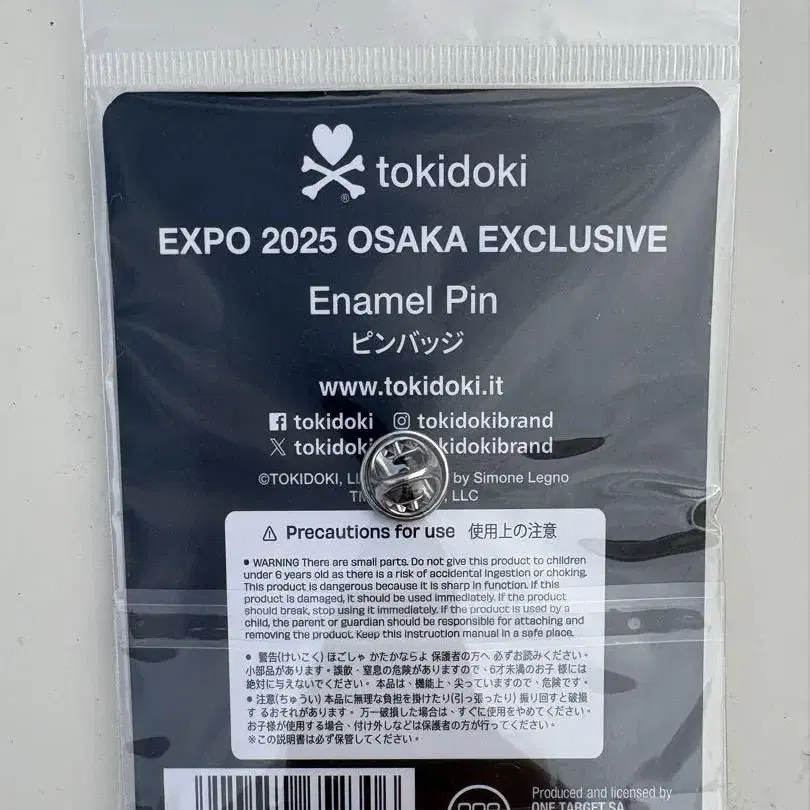 tokidoki
®
EXPO 2025 OSAKA EXCLUSIVE
Enamel Pin
ピンバッジ
www.tokidoki.it
tokidoki tokidokibrand
©TOKIDOKI, by Simone Legno
LLC
⚠ Precautions for use 使用上の注意
• WARNING There are small parts. Do not give this product to children
under 6 years old as there is a risk of accidental ingestion or choking.
This product is dangerous because it is sharp in function. If this
product is damaged, it should be used immediately. If the product
should break, stop using it immediately. If the product is used by a
child, the parent or guardian should be responsible for attaching and
removing the product. Keep this instruction manual in a safe place.
• 警告(けいこく) ほごしゃ かたかならよ 保護者の方へ 必ずお読みください。
小部品があります。誤飲・窒息の危険がありますので、6才未満のお子 様には
絶対に与えないでください。 本品は、機能上、尖っていますので、危険です。
• 注意(ちゅうい) 本品に無理な負担を掛けたり(引っ張ったり) 振り回すと破損
す るおそれがあります。 万一破損した場合は、すぐに使用をやめてください。
お子様が使用する場合、付け外しなどは保護者の方が行ってください。
※この説明書は必ず保管してください。
Produced and licensed by
ONE TARGET SA